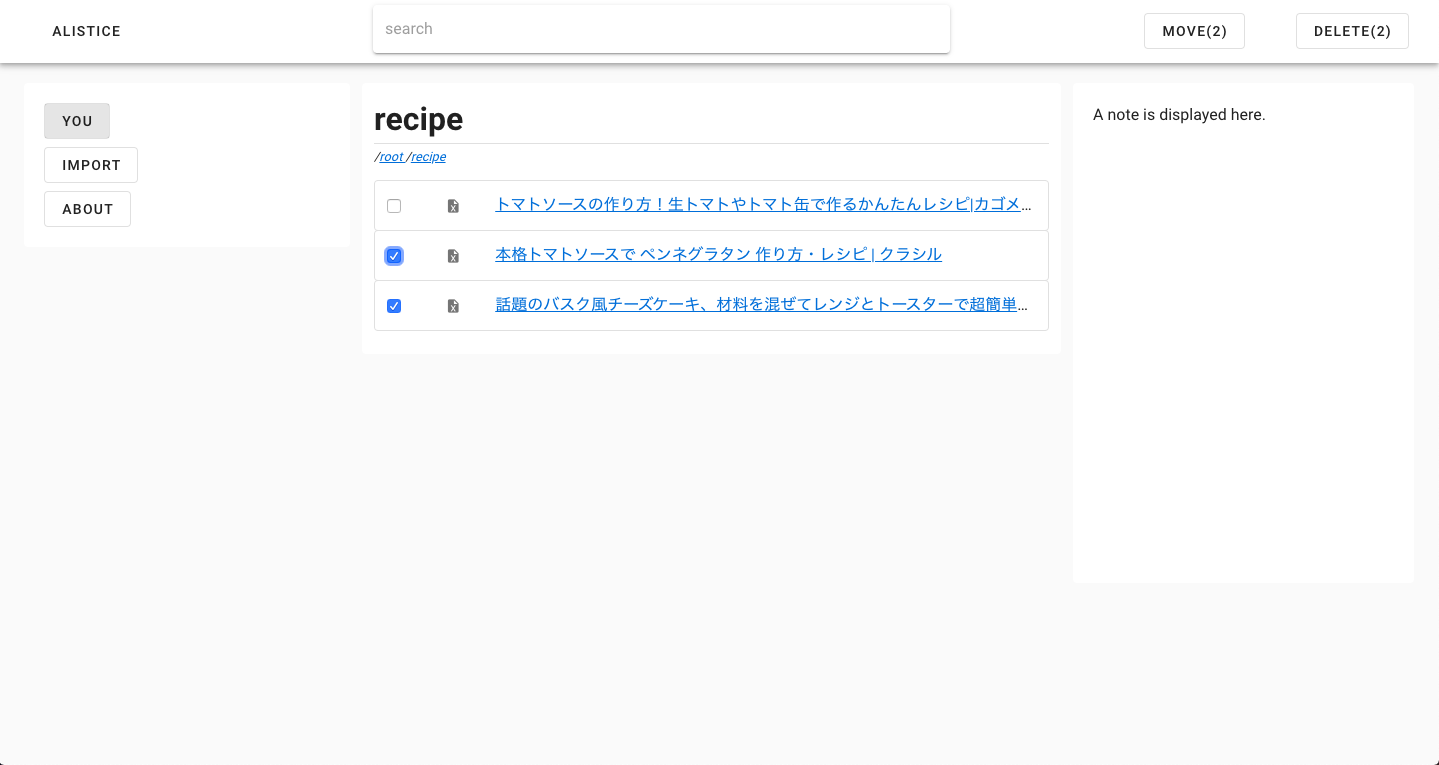 ALISTICE
search
MOVE(2)
DELETE(2)
YOU
IMPORT
ABOUT
recipe
/root /recipe
トマトソースの作り方！生トマトやトマト缶で作るかんたんレシピ|カゴメ…
本格トマトソースで ペンネグラタン 作り方・レシピ | クラシル
話題のバスク風チーズケーキ、材料を混ぜてレンジとトースターで超簡単…
A note is displayed here.